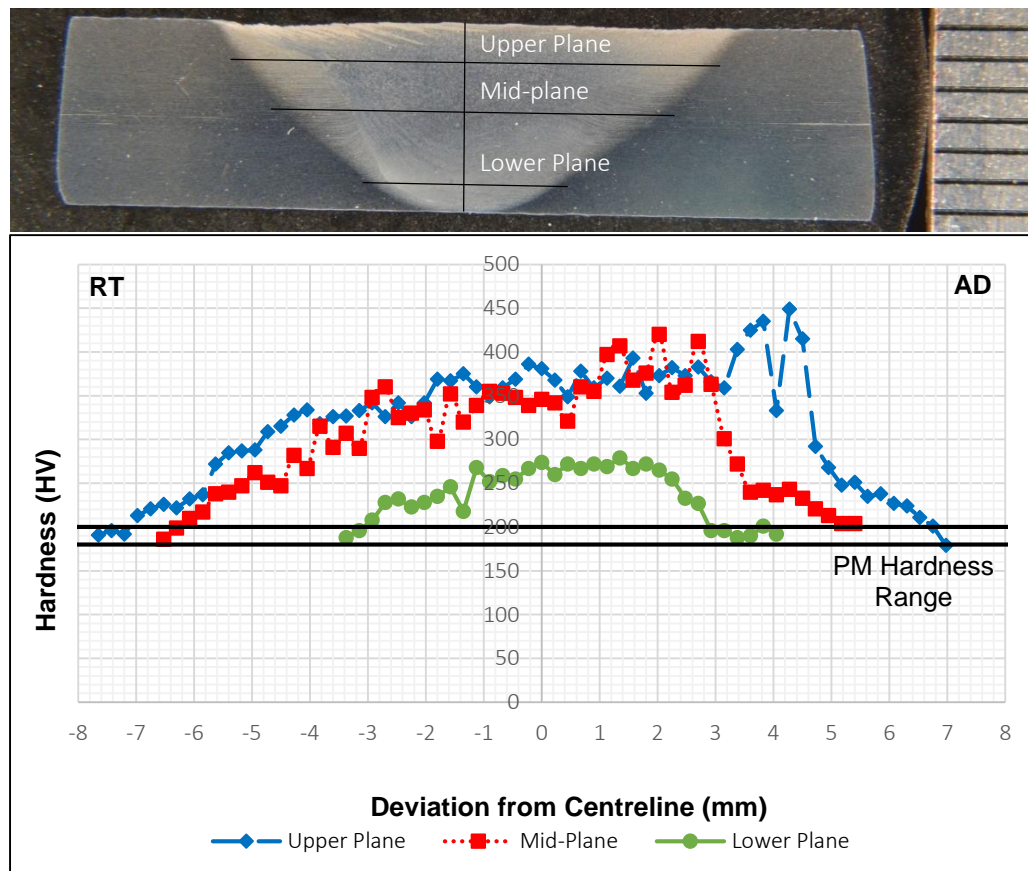 Upper Plane
Mid-plane
Lower Plane
RT
AD
500
450
400
350
300
250
200
150
100
50
0
PM Hardness
Range
Hardness (HV)
-8 -7 -6 -5 -4 -3 -2 -1 0 1 2 3 4 5 6 7 8
Deviation from Centreline (mm)
Upper Plane Mid-Plane Lower Plane